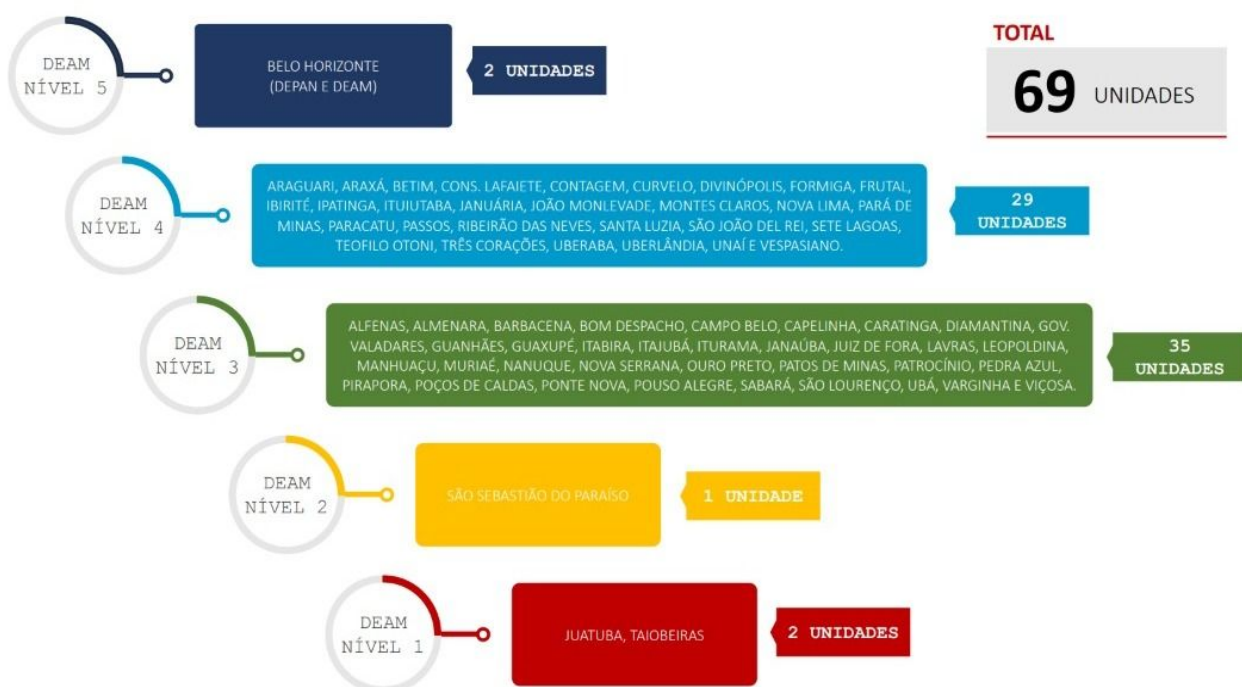 DEAM
NÍVEL 5
BELO HORIZONTE
(DEPAN E DEAM)
2 UNIDADES
TOTAL
69 UNIDADES
DEAM
NÍVEL 4
ARAGUARI, ARAXÁ, BETIM, CONS. LAFAIETE, CONTAGEM, CURVELO, DIVINÓPOLIS, FORMIGA, FRUTAL,
IBIRITÉ, IPATINGA, ITUIUTABA, JANUÁRIA, JOÃO MONLEVADE, MONTES CLAROS, NOVA LIMA, PARÁ DE
MINAS, PARACATU, PASSOS, RIBEIRÃO DAS NEVES, SANTA LUZIA, SÃO JOÃO DEL REI, SETE LAGOAS,
TEOFILO OTONI, TRÊS CORAÇÕES, UBERABA, UBERLÂNDIA, UNAÍ E VESPASIANO.
29
UNIDADES
DEAM
NÍVEL 3
ALFENAS, ALMENARA, BARBACENA, BOM DESPACHO, CAMPO BELO, CAPELINHA, CARATINGA, DIAMANTINA, GOV.
VALADARES, GUANHÃES, GUAXUPÉ, ITABIRA, ITAJUBÁ, ITURAMA, JANAÚBA, JUIZ DE FORA, LAVRAS, LEOPOLDINA,
MANHUAÇU, MURIAÉ, NANUQUE, NOVA SERRANA, OURO PRETO, PATOS DE MINAS, PATROCÍNIO, PEDRA AZUL,
PIRAPORA, POÇOS DE CALDAS, PONTE NOVA, POUSO ALEGRE, SABARÁ, SÃO LOURENÇO, UBÁ, VARGINHA E VIÇOSA.
35
UNIDADES
DEAM
NÍVEL 2
SÃO SEBASTIÃO DO PARAÍSO
1 UNIDADE
DEAM
NÍVEL 1
JUATUBA, TAIOBEIRAS
2 UNIDADES